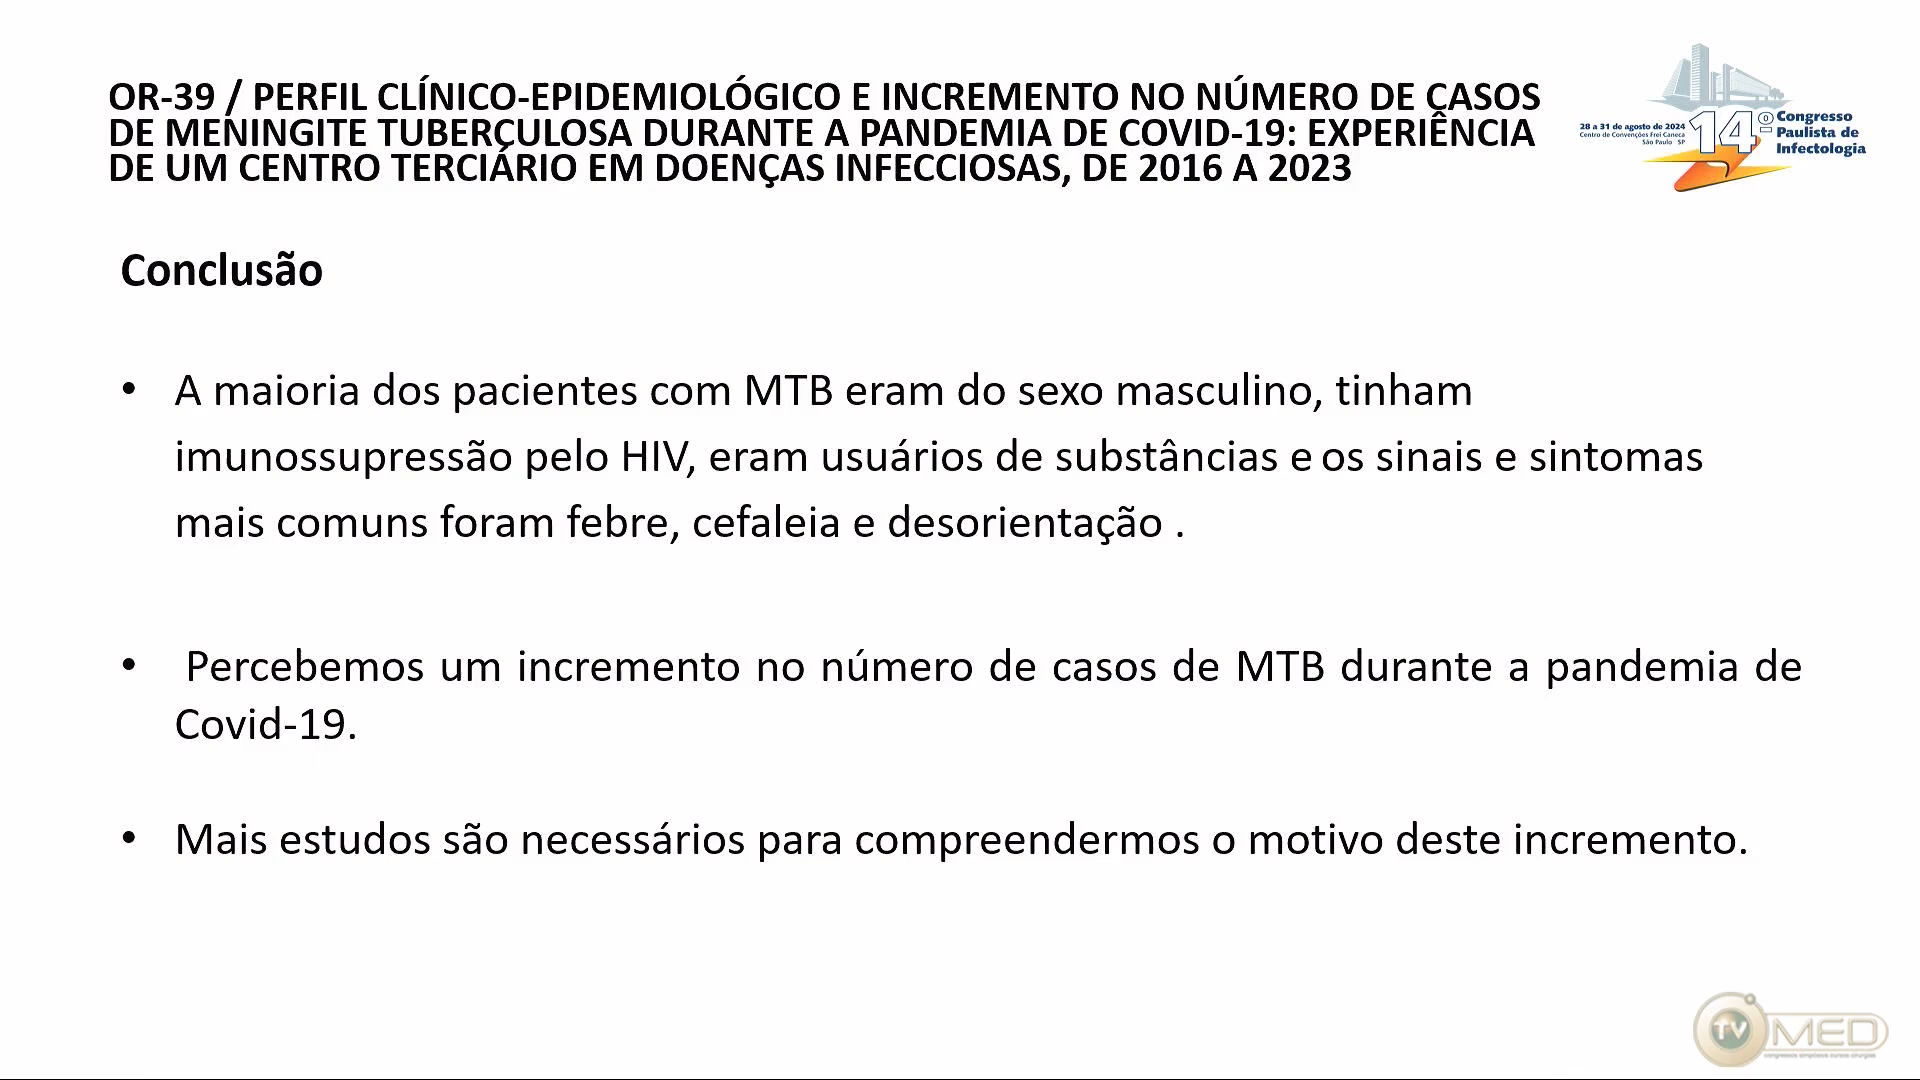 OR-39 / PERFIL CLÍNICO-EPIDEMIOLÓGICO E INCREMENTO NO NÚMERO DE CASOS
DE MENINGITE TUBERCULOSA DURANTE A PANDEMIA DE COVID-19: EXPERIÊNCIA
DE UM CENTRO TERCIÁRIO EM DOENÇAS INFECCIOSAS, DE 2016 A 2023
28 a 31 de agosto de 2024
Centro de Convenções Frei Caneca
São Paulo SP
14º
Congresso
Paulista de
Infectologia
Conclusão
• A maioria dos pacientes com MTB eram do sexo masculino, tinham
imunossupressão pelo HIV, eram usuários de substâncias e os sinais e sintomas
mais comuns foram febre, cefaleia e desorientação .
• Percebemos um incremento no número de casos de MTB durante a pandemia de
Covid-19.
• Mais estudos são necessários para compreendermos o motivo deste incremento.
TV MED
congressos simpósios cursos cirurgias